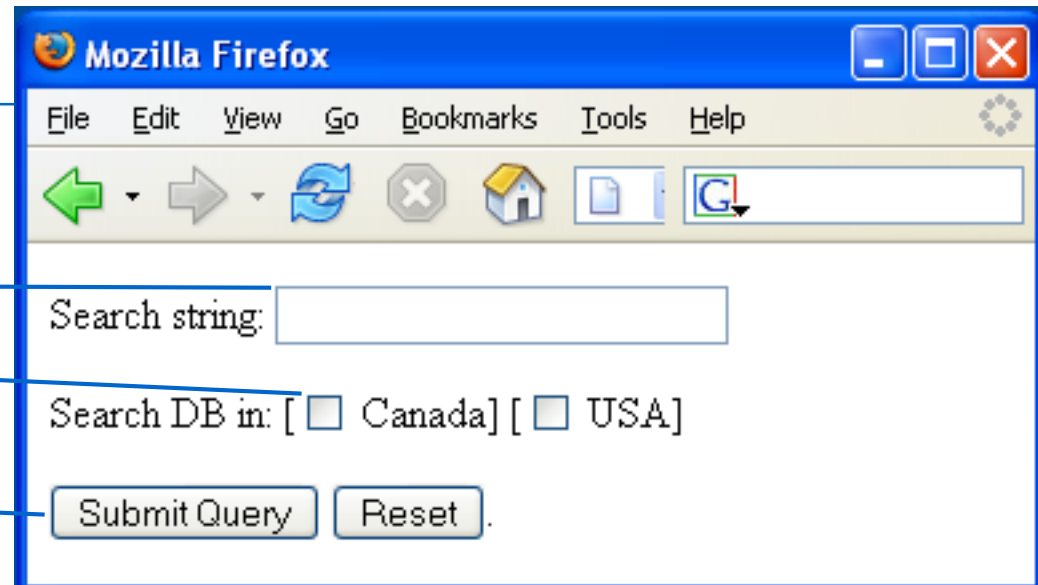 Mozilla Firefox
File Edit View Go Bookmarks Tools Help
G
Search string:
Search DB in: [ Canada] [ USA]
Submit Query Reset .